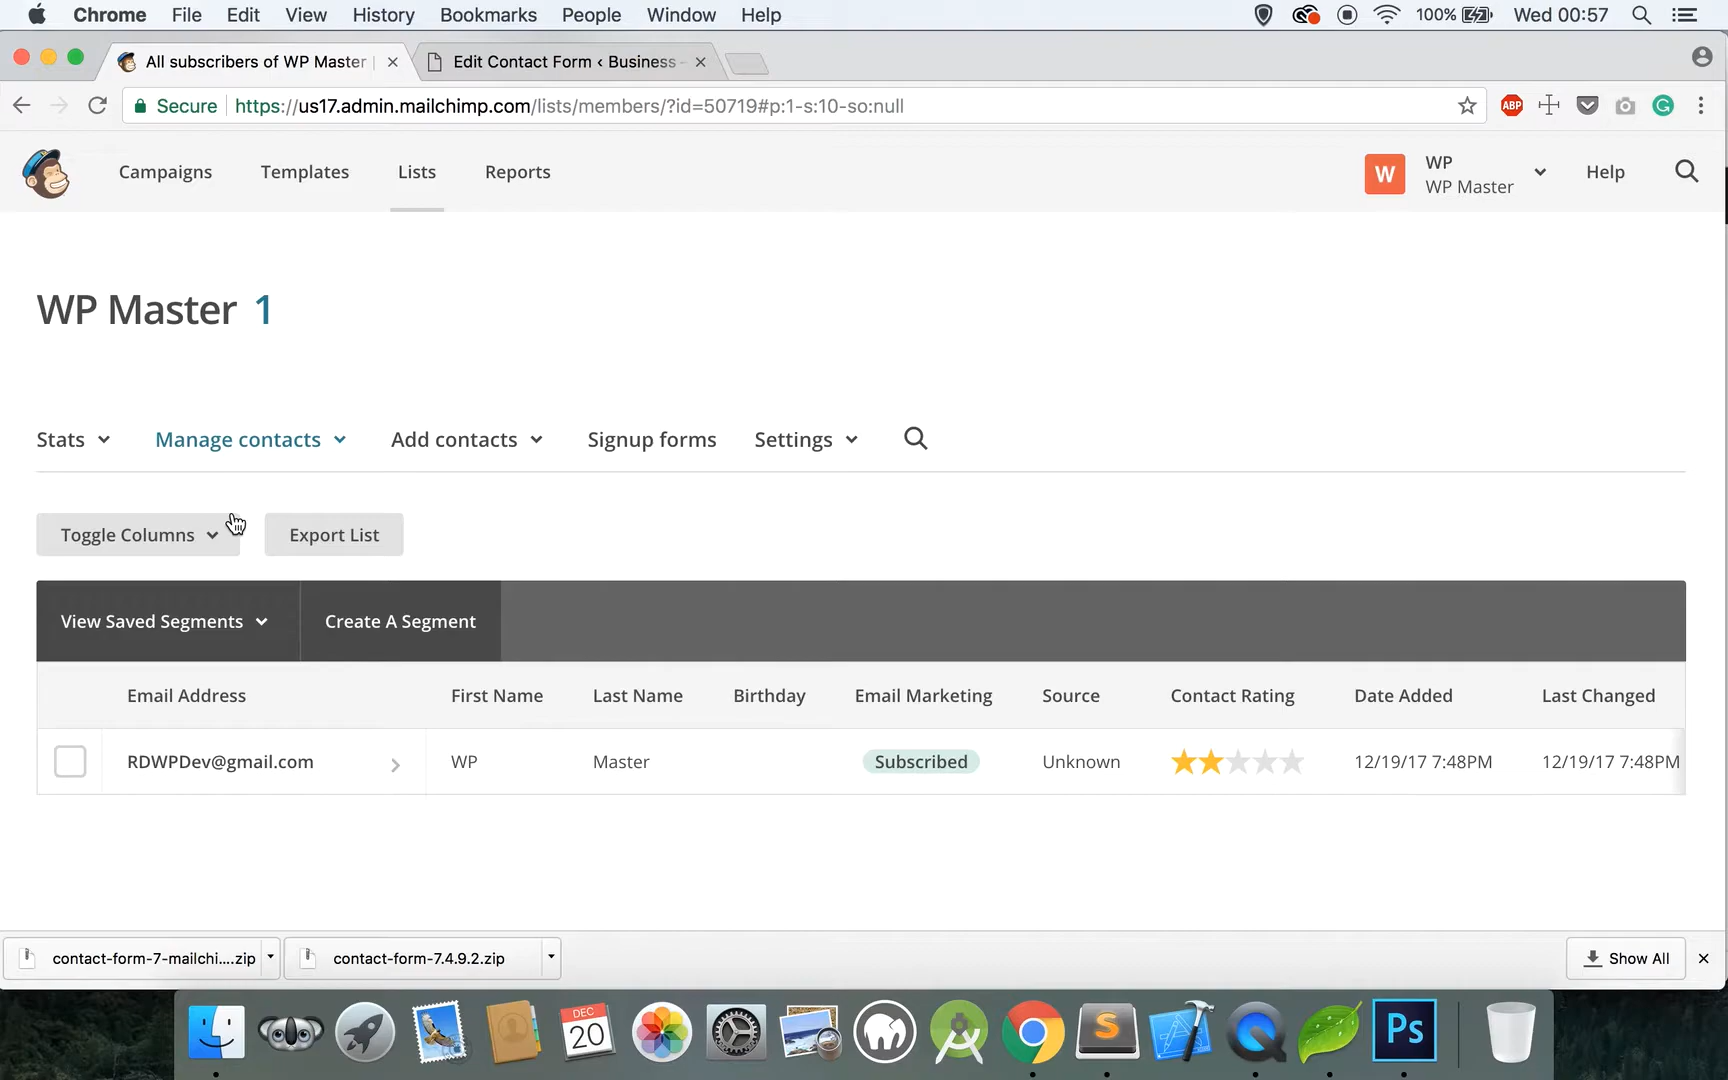 Chrome File Edit View History Bookmarks People Window Help 100% Wed 00:57
All subscribers of WP Master Edit Contact Form ‹ Business -
Secure https://us17.admin.mailchimp.com/lists/members/?id=50719#p:1-s:10-so:null ABP
Campaigns Templates Lists Reports W WP Help
WP Master
WP Master 1
Stats Manage contacts Add contacts Signup forms Settings
Toggle Columns Export List
View Saved Segments Create A Segment
Email Address First Name Last Name Birthday Email Marketing Source Contact Rating Date Added Last Changed
RDWPDev@gmail.com WP Master Subscribed Unknown 12/19/17 7:48PM 12/19/17 7:48PM
contact-form-7-mailchi....zip contact-form-7.4.9.2.zip Show All
DEC
20
S
Ps